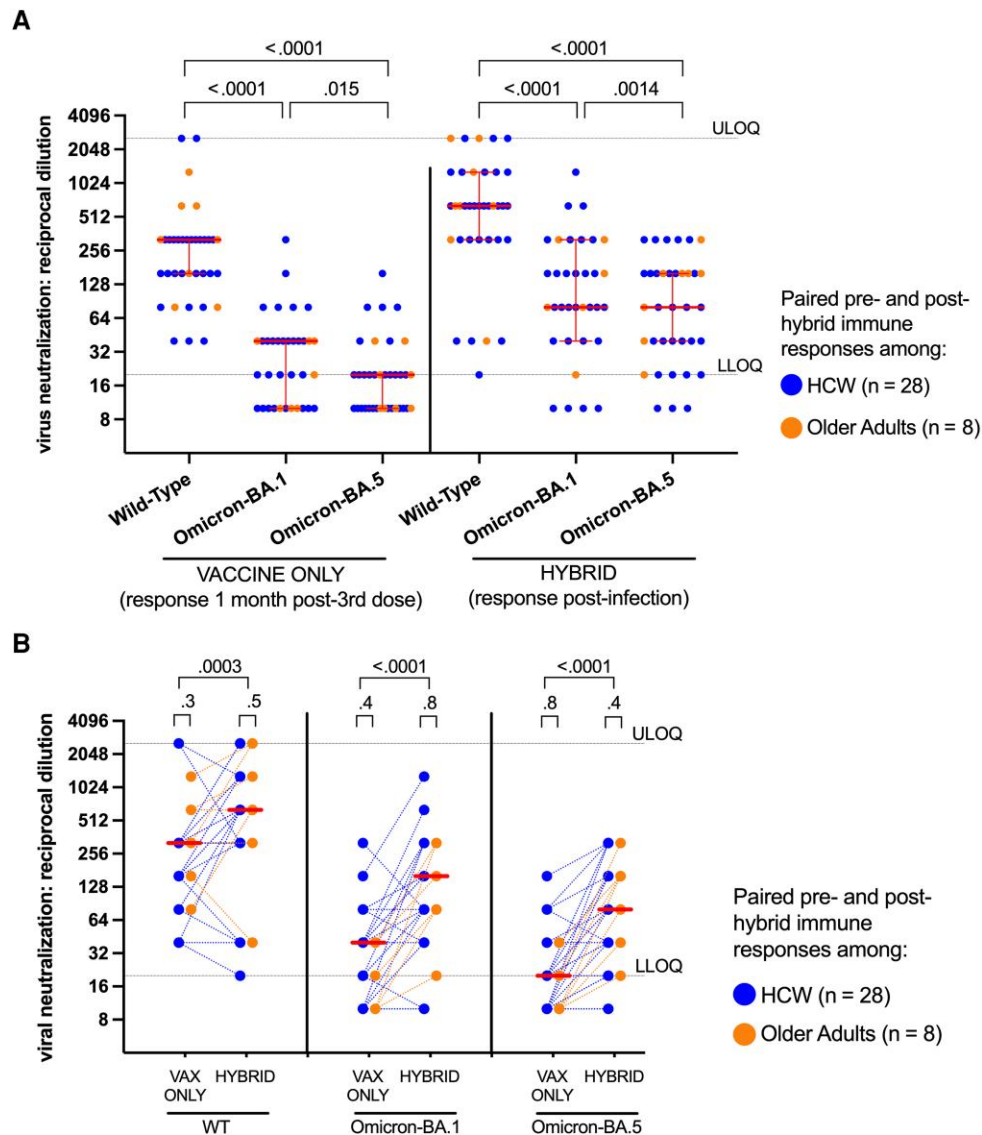 A
<.0001
<.0001
<.0001
.015
<.0001
.0014
4096
2048
1024
512
256
128
64
32
16
8
virus neutralization: reciprocal dilution
ULOQ
LLOQ
Paired pre- and post-
hybrid immune
responses among:
HCW (n = 28)
Older Adults (n = 8)
Wild-Type
Omicron-BA.1
Omicron-BA.5
Wild-Type
Omicron-BA.1
Omicron-BA.5
VACCINE ONLY
(response 1 month post-3rd dose)
HYBRID
(response post-infection)
B
.0003
<.0001
<.0001
.3
.5
.4
.8
.8
.4
4096
2048
1024
512
256
128
64
32
16
8
viral neutralization: reciprocal dilution
ULOQ
LLOQ
Paired pre- and post-
hybrid immune
responses among:
HCW (n = 28)
Older Adults (n = 8)
VAX
ONLY
HYBRID
VAX
ONLY
HYBRID
VAX
ONLY
HYBRID
WT
Omicron-BA.1
Omicron-BA.5